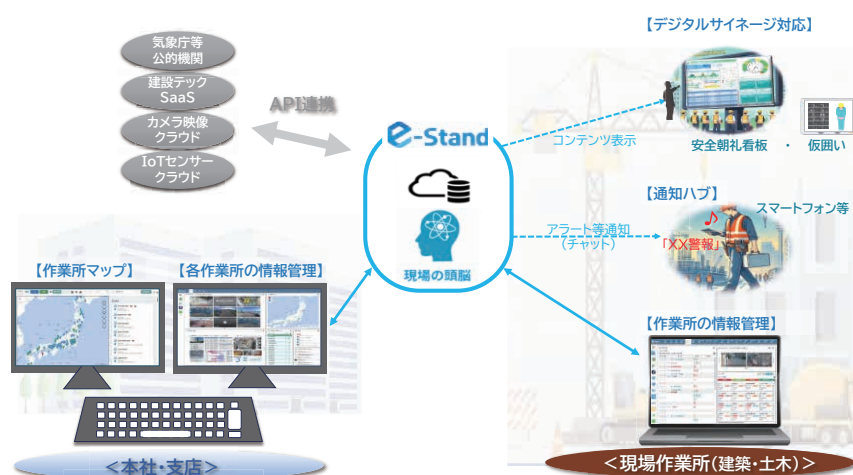 気象庁等
公的機関
建設テック
SaaS
カメラ映像
クラウド
IoTセンサー
クラウド
API連携
e-Stand
現場の頭脳
【デジタルサイネージ対応】
コンテンツ表示
安全朝礼看板 ・ 仮囲い
【通知ハブ】
スマートフォン等
アラート等通知
(チャット)
「XX警報」
【作業所マップ】
【各作業所の情報管理】
【作業所の情報管理】
<本社・支店>
<現場作業所(建築・土木)>